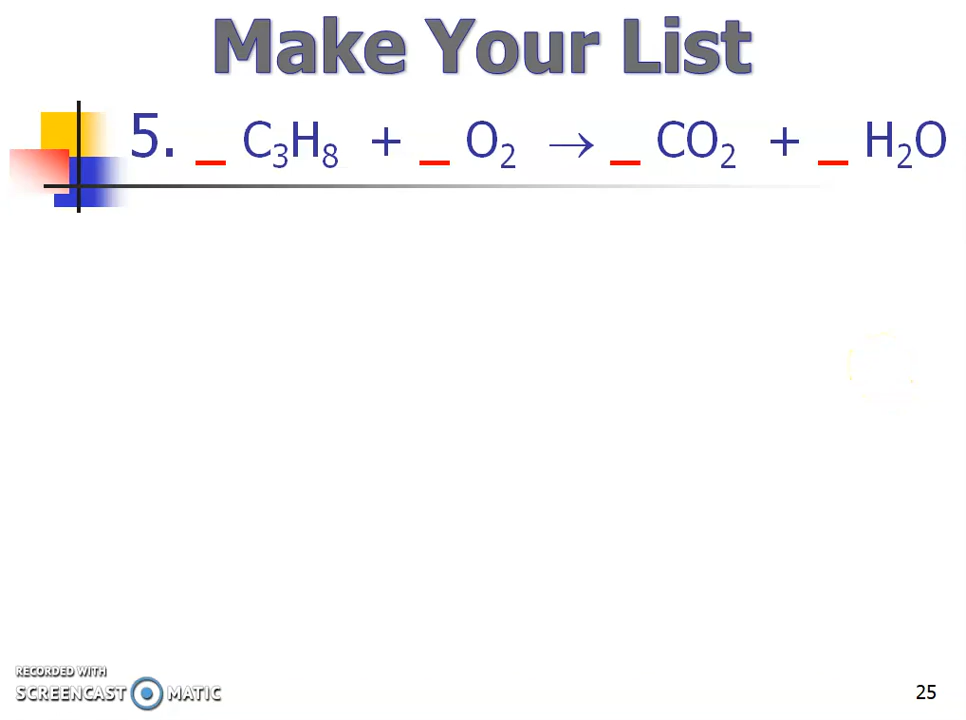 Make Your List
5. _ C₃H₈ + _ O₂ → _ CO₂ + _ H₂O
RECORDED WITH
SCREENCAST MATIC
25